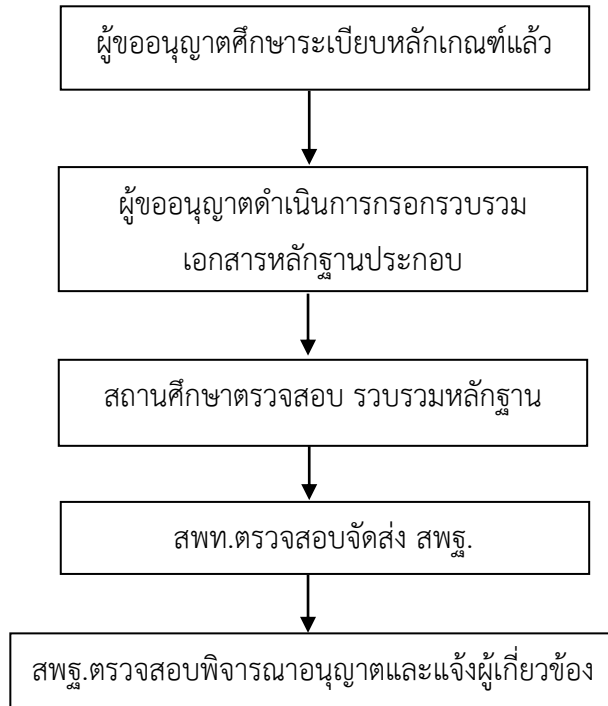 ผู้ขออนุญาตศึกษาระเบียบหลักเกณฑ์แล้ว
ผู้ขออนุญาตดำเนินการกรอกรวบรวม
เอกสารหลักฐานประกอบ
สถานศึกษาตรวจสอบ รวบรวมหลักฐาน
สพท.ตรวจสอบจัดส่ง สพฐ.
สพฐ.ตรวจสอบพิจารณาอนุญาตและแจ้งผู้เกี่ยวข้อง